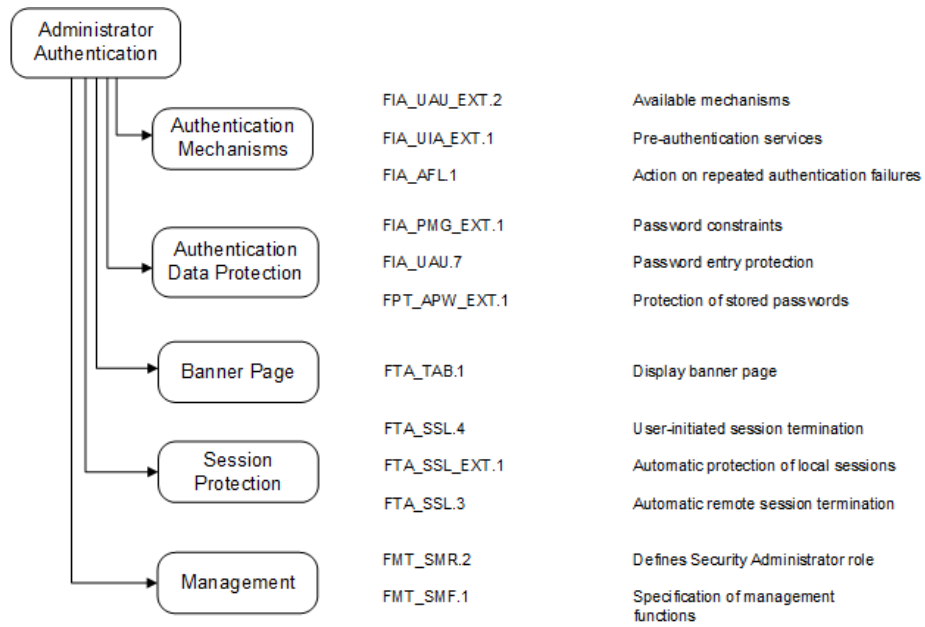 Administrator
Authentication
Authentication
Mechanisms
FIA_UAU_EXT.2 Available mechanisms
FIA_UIA_EXT.1 Pre-authentication services
FIA_AFL.1 Action on repeated authentication failures
Authentication
Data Protection
FIA_PMG_EXT.1 Password constraints
FIA_UAU.7 Password entry protection
FPT_APW_EXT.1 Protection of stored passwords
Banner Page
FTA_TAB.1 Display banner page
Session
Protection
FTA_SSL.4 User-initiated session termination
FTA_SSL_EXT.1 Automatic protection of local sessions
FTA_SSL.3 Automatic remote session termination
Management
FMT_SMR.2 Defines Security Administrator role
FMT_SMF.1 Specification of management
functions